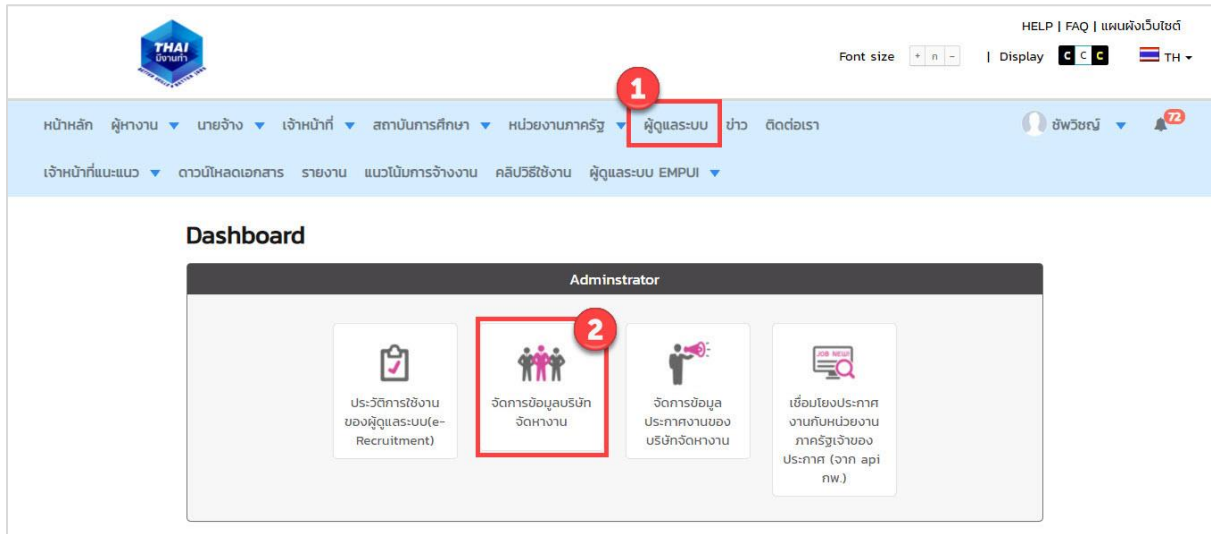 HELP | FAQ | แผนผังเว็บไซต์
THAI
มีงานทำ
Font size + ก - | Display C C C TH
1
หน้าหลัก ผู้หางาน นายจ้าง เจ้าหน้าที่ สถาบันการศึกษา หน่วยงานภาครัฐ ผู้ดูแลระบบ ข่าว ติดต่อเรา ชัพวิชญ์ 72
เจ้าหน้าที่แนะแนว ดาวน์โหลดเอกสาร รายงาน แนวโน้มการจ้างงาน คลิปวิธีใช้งาน ผู้ดูแลระบบ EMPUI
Dashboard
Adminstrator
2
ประวัติการใช้งาน
ของผู้ดูแลระบบ(e-
Recruitment)
จัดการข้อมูลบริษัท
จัดหางาน
จัดการข้อมูล
ประกาศงานของ
บริษัทจัดหางาน
JOB NEW!
เชื่อมโยงประกาศ
งานกับหน่วยงาน
ภาครัฐเจ้าของ
ประกาศ (จาก api
กพ.)